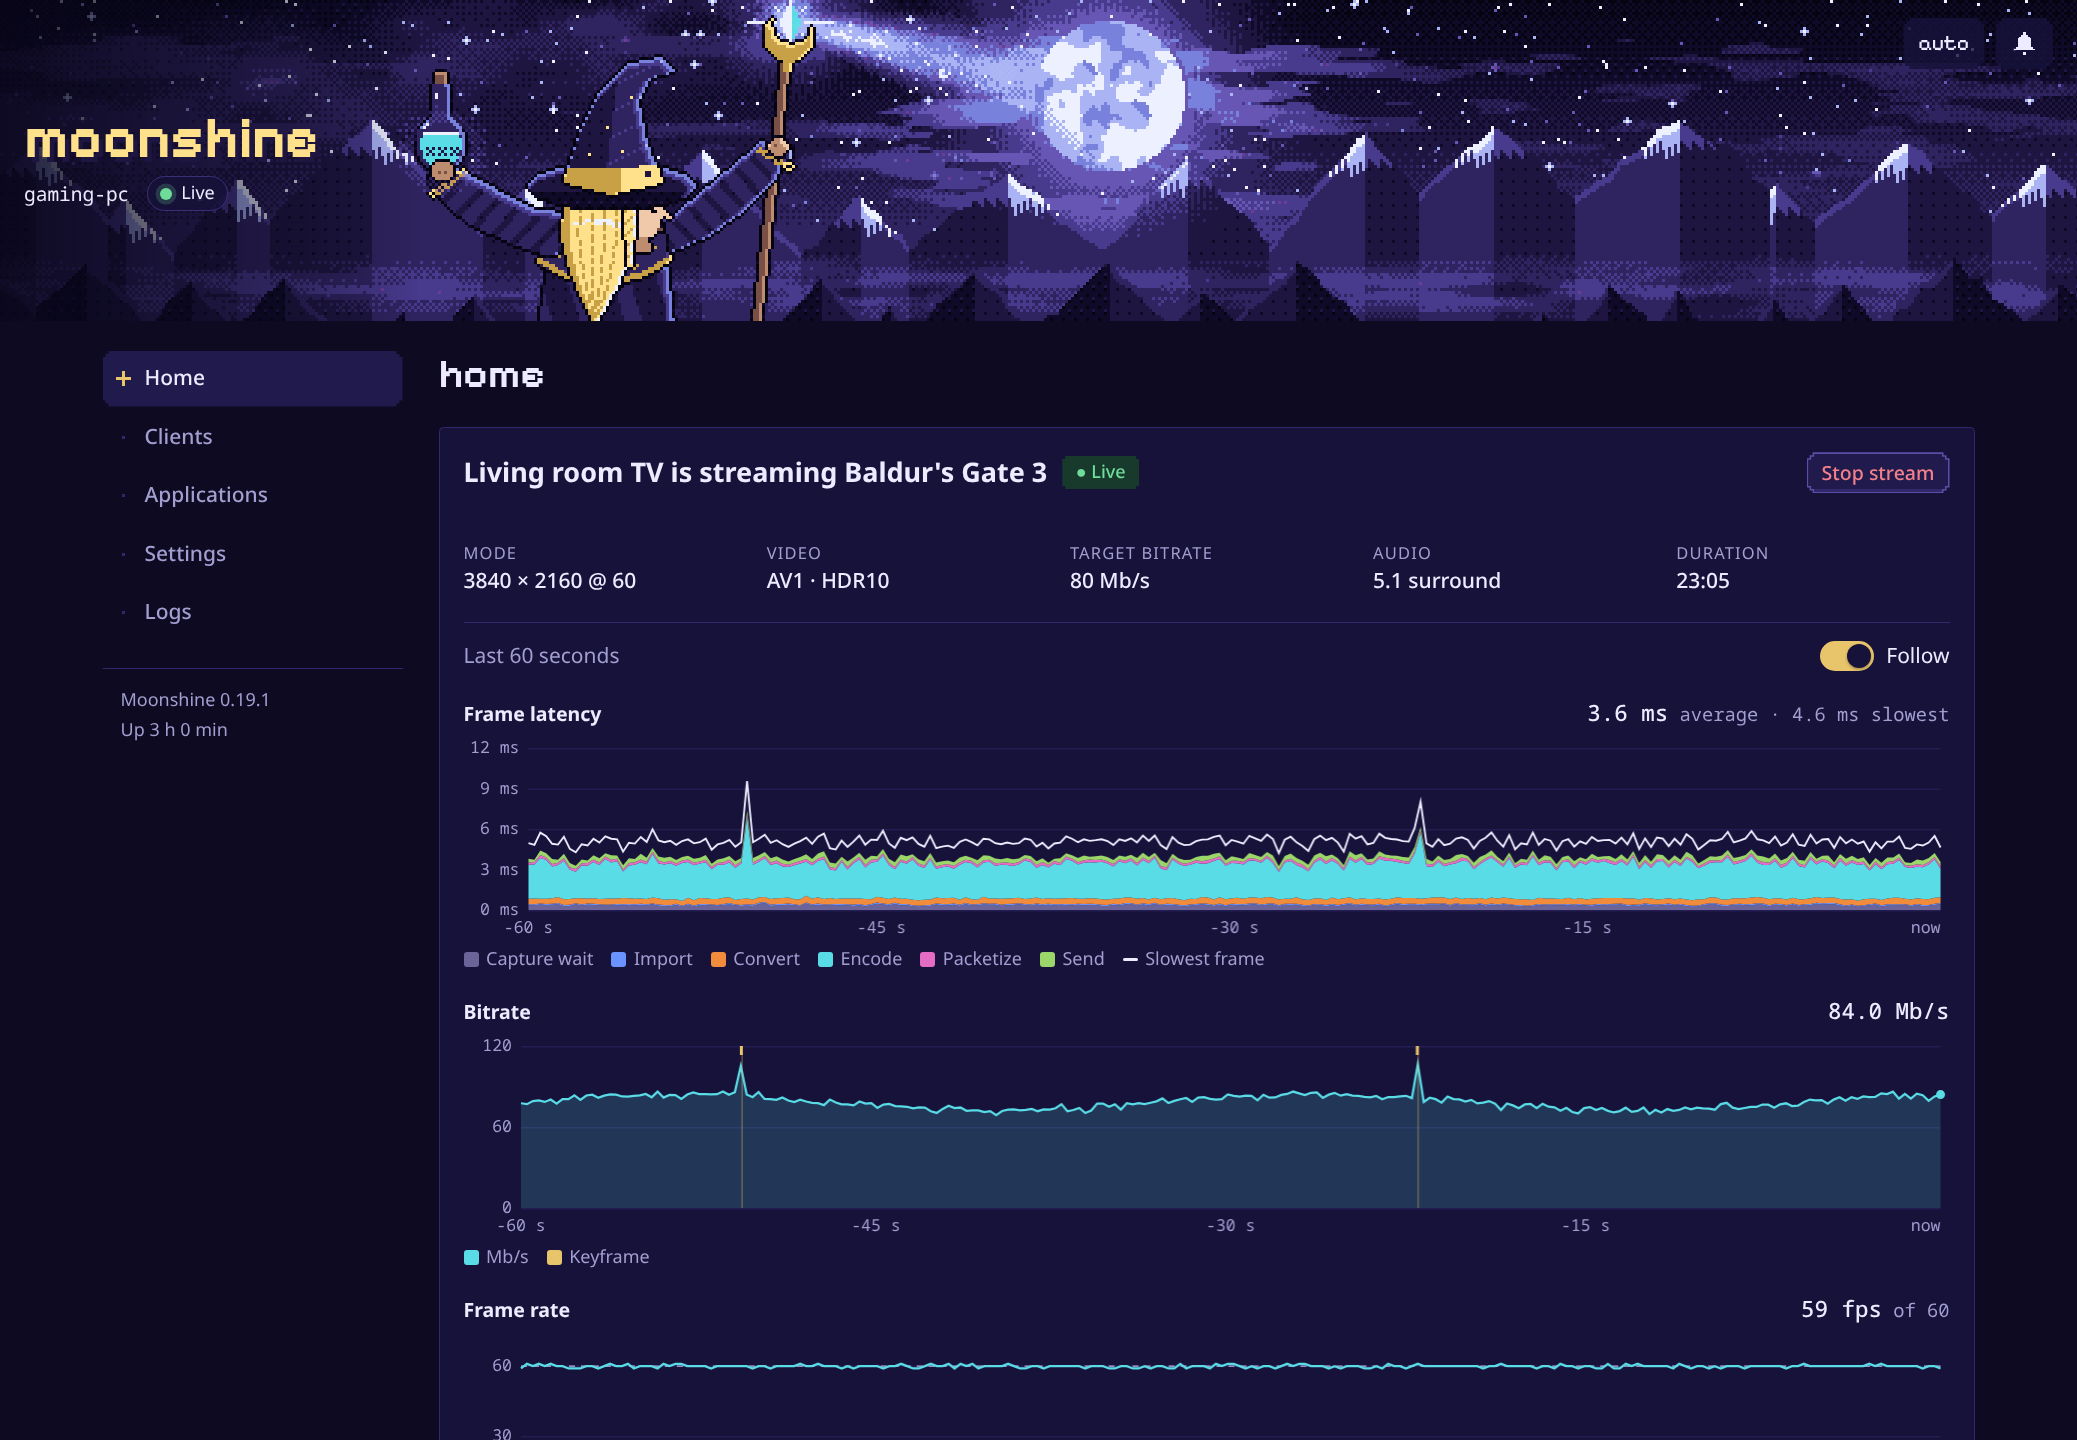 auto
moonshine
gaming-pc
Live
Home
Clients
Applications
Settings
Logs
Moonshine 0.19.1
Up 3 h 0 min
home
Living room TV is streaming Baldur's Gate 3
Live
Stop stream
MODE VIDEO TARGET BITRATE AUDIO DURATION
3840 × 2160 @ 60 AV1 · HDR10 80 Mb/s 5.1 surround 23:05
Last 60 seconds
Follow
Frame latency
3.6 ms average · 4.6 ms slowest
12 ms
9 ms
6 ms
3 ms
0 ms
-60 s -45 s -30 s -15 s now
Capture wait Import Convert Encode Packetize Send Slowest frame
Bitrate
84.0 Mb/s
120
60
0
-60 s -45 s -30 s -15 s now
Mb/s Keyframe
Frame rate
59 fps of 60
60
30